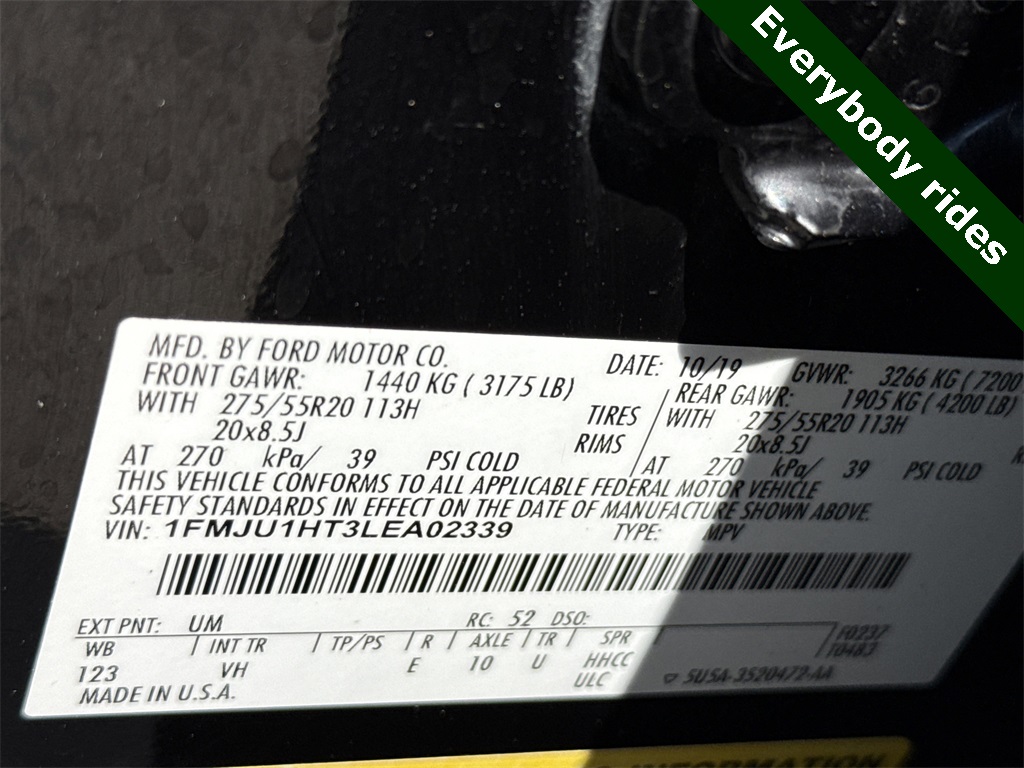 Everybody rides
MFD. BY FORD MOTOR CO.
DATE: 10/19 GVWR: 3266 KG ( 7200
FRONT GAWR: 1440 KG ( 3175 LB)
REAR GAWR: 1905 KG ( 4200 LB)
WITH 275/55R20 113H TIRES WITH 275/55R20 113H
20x8.5J RIMS 20x8.5J
AT 270 kPa/ 39 PSI COLD AT 270 kPa/ 39 PSI COLD
THIS VEHICLE CONFORMS TO ALL APPLICABLE FEDERAL MOTOR VEHICLE
SAFETY STANDARDS IN EFFECT ON THE DATE OF MANUFACTURE SHOWN ABOVE.
VIN: 1FMJU1HT3LEA02339 TYPE: MPV
EXT PNT: UM RC: 52 DSO:
WB INT TR TP/PS R AXLE TR SPR F0237
123 VH E 10 U HHCC T0483
ULC 5USA-3520472-AA
MADE IN U.S.A.
INFORMATION